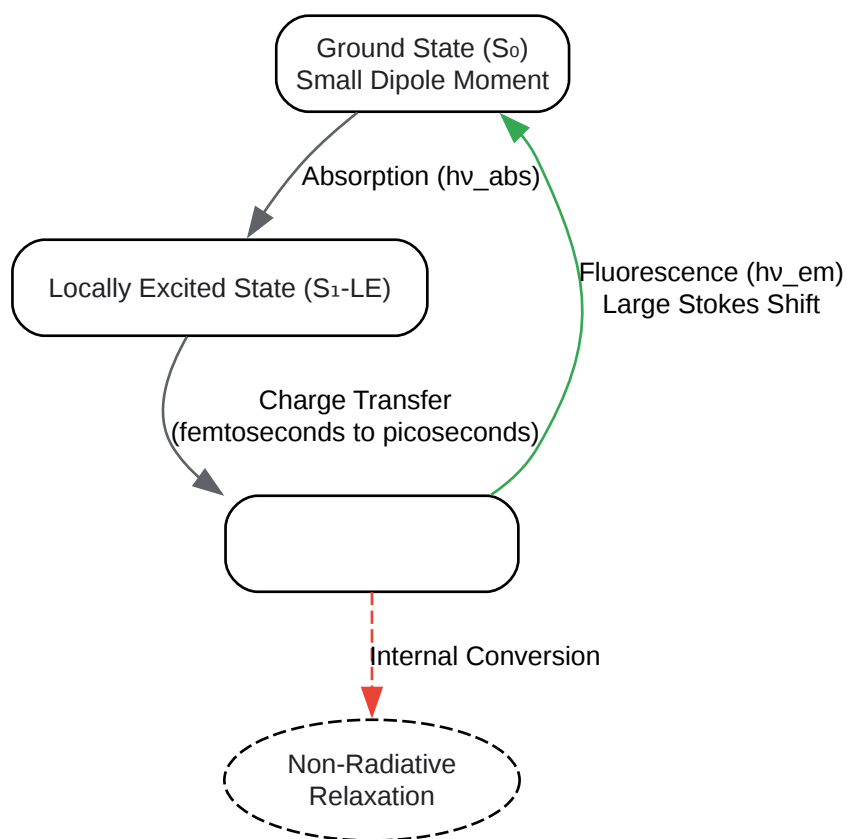 Ground State (S₀)
Small Dipole Moment
Absorption (hν_abs)
Locally Excited State (S₁-LE)
Fluorescence (hν_em)
Large Stokes Shift
Charge Transfer
(femtoseconds to picoseconds)
Internal Conversion
Non-Radiative
Relaxation